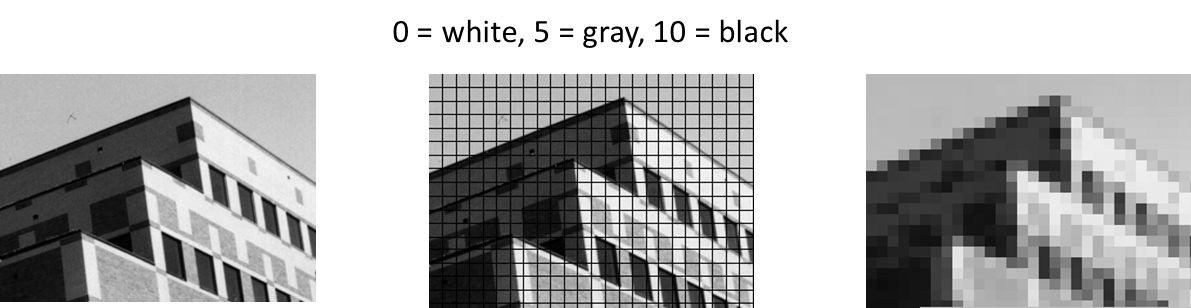 0 = white, 5 = gray, 10 = black